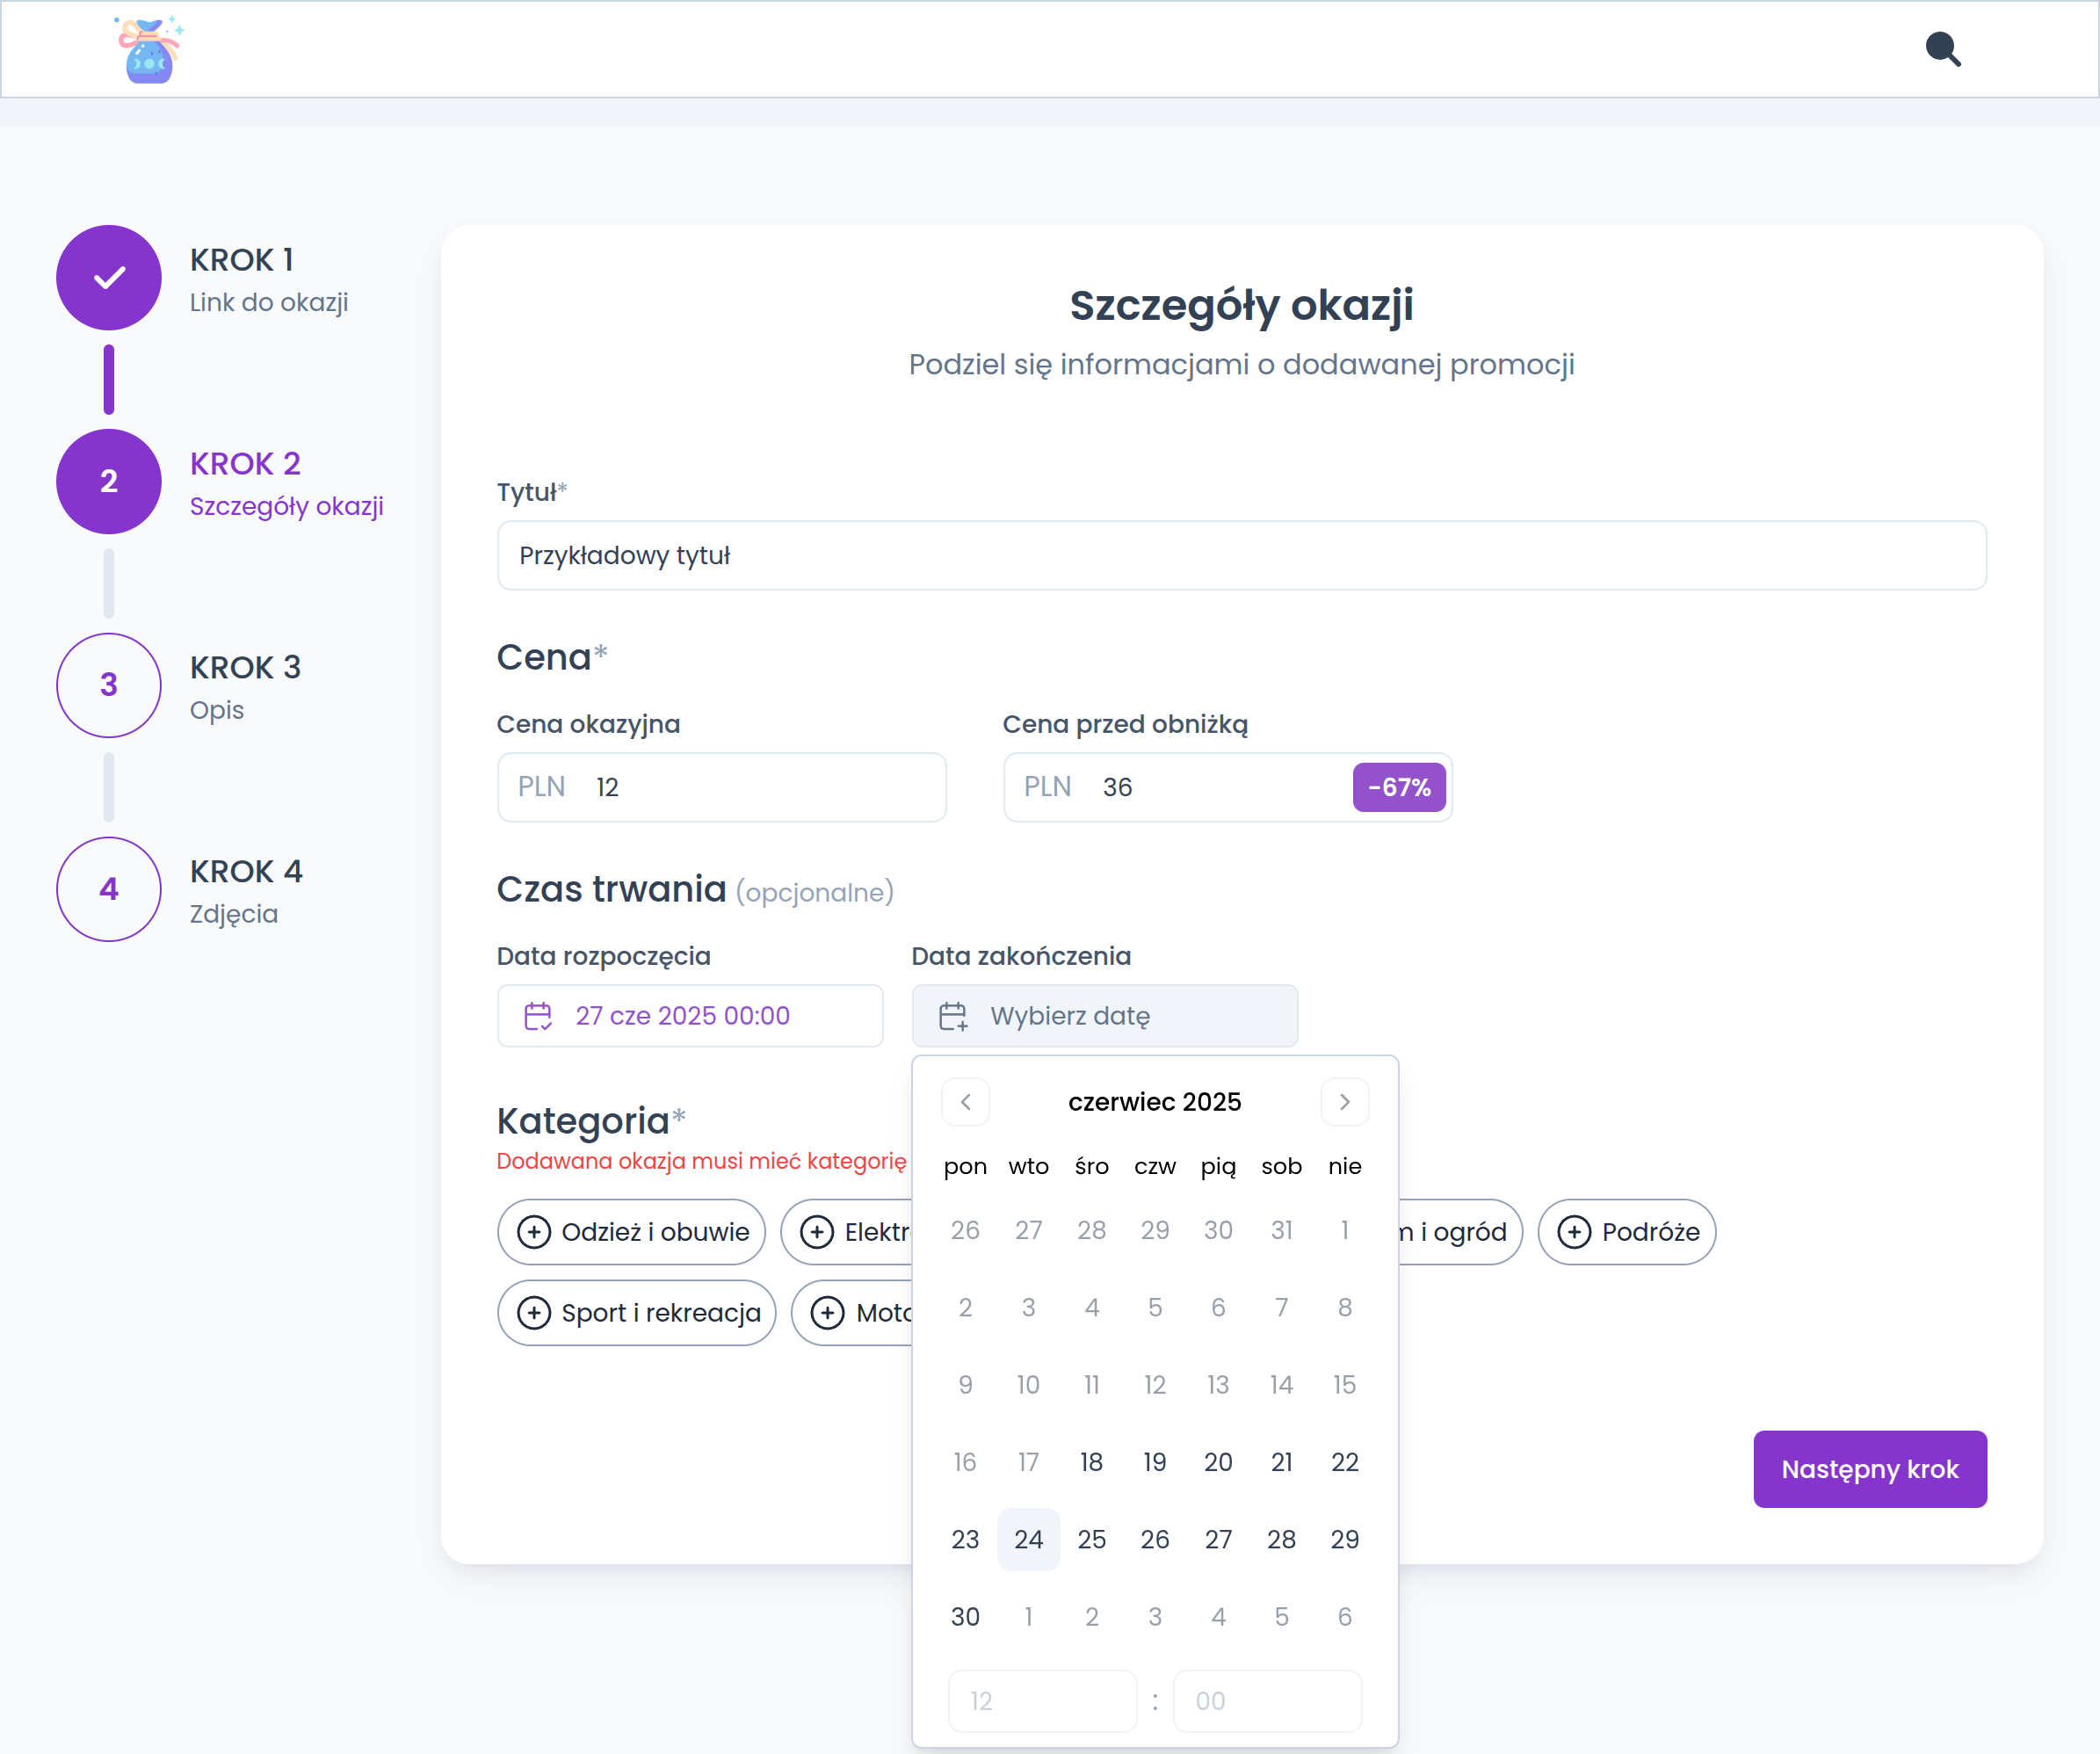 KROK 1
Link do okazji
2
KROK 2
Szczegóły okazji
3
KROK 3
Opis
4
KROK 4
Zdjęcia
Szczegóły okazji
Podziel się informacjami o dodawanej promocji
Tytuł*
Przykładowy tytuł
Cena*
Cena okazyjna
Cena przed obniżką
PLN 12
PLN 36 -67%
Czas trwania (opcjonalne)
Data rozpoczęcia
Data zakończenia
27 cze 2025 00:00
Wybierz datę
Kategoria*
Dodawana okazja musi mieć kategorię
Odzież i obuwie
i ogród
Podróże
Sport i rekreacja
czerwiec 2025
pon wto śro czw pią sob nie
26 27 28 29 30 31 1
2 3 4 5 6 7 8
9 10 11 12 13 14 15
16 17 18 19 20 21 22
23 24 25 26 27 28 29
30 1 2 3 4 5 6
12 : 00
Następny krok